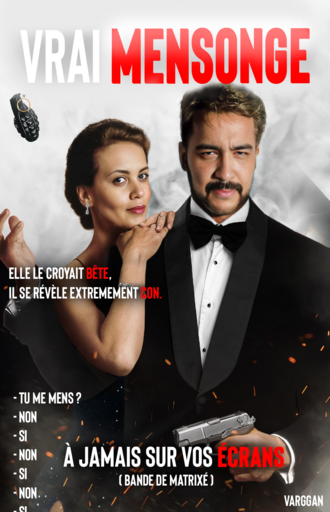 VRAI MENSONGE
ELLE LE CROYAIT BÊTE,
IL SE RÉVÈLE EXTREMEMENT CON.
- TU ME MENS ?
- NON
- SI
- NON
- SI
- NON
- SI
À JAMAIS SUR VOS ÉCRANS
( BANDE DE MATRIXÉ )
VARGGAN